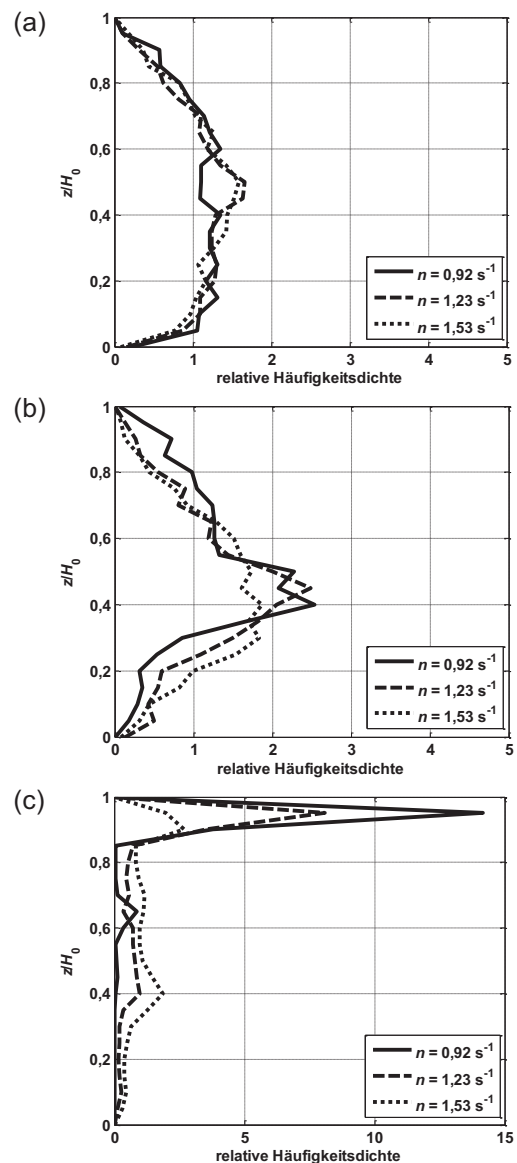 (a)
1
0,8
0,6
0,4
0,2
0
z/H0
n = 0,92 s-1
n = 1,23 s-1
n = 1,53 s-1
0 1 2 3 4 5
relative Häufigkeitsdichte
(b)
1
0,8
0,6
0,4
0,2
0
z/H0
n = 0,92 s-1
n = 1,23 s-1
n = 1,53 s-1
0 1 2 3 4 5
relative Häufigkeitsdichte
(c)
1
0,8
0,6
0,4
0,2
0
z/H0
n = 0,92 s-1
n = 1,23 s-1
n = 1,53 s-1
0 5 10 15
relative Häufigkeitsdichte